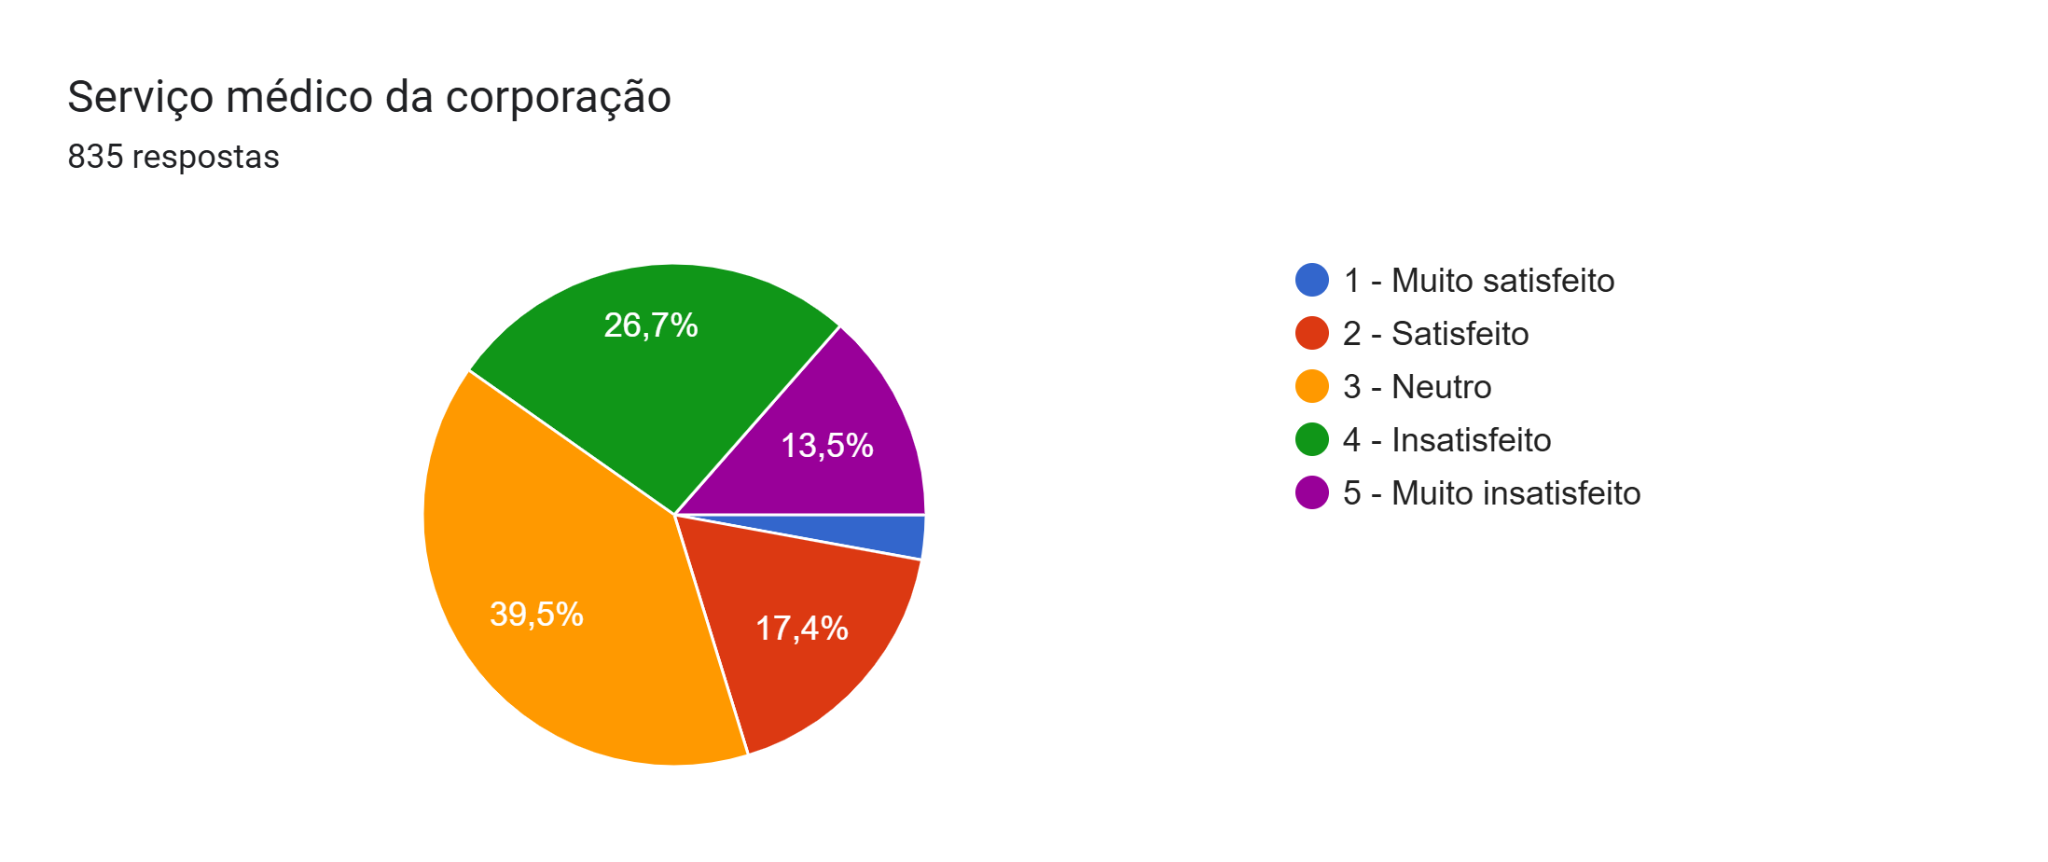 Serviço médico da corporação
835 respostas
26,7%
13,5%
39,5%
17,4%
1 - Muito satisfeito
2 - Satisfeito
3 - Neutro
4 - Insatisfeito
5 - Muito insatisfeito